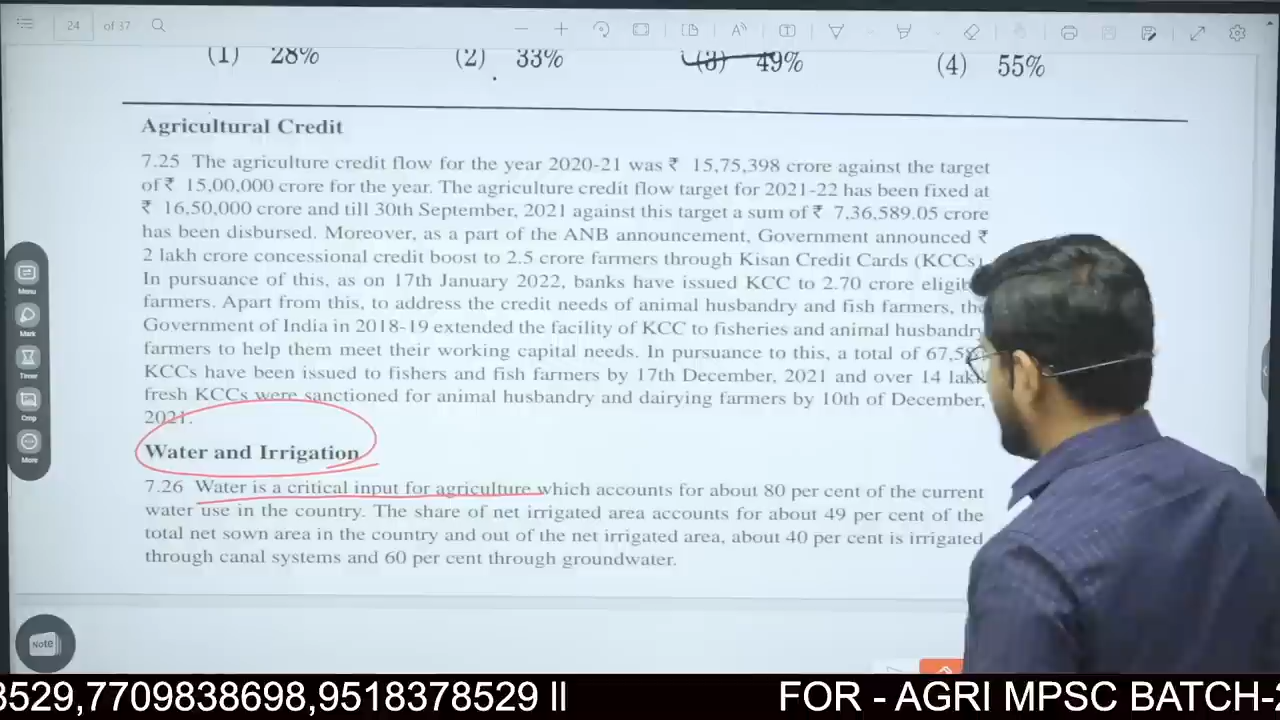 24 of 37
(1) 28% (2) 33% (3) 49% (4) 55%
Agricultural Credit
7.25 The agriculture credit flow for the year 2020-21 was ₹ 15,75,398 crore against the target
of ₹ 15,00,000 crore for the year. The agriculture credit flow target for 2021-22 has been fixed at
₹ 16,50,000 crore and till 30th September, 2021 against this target a sum of ₹ 7,36,589.05 crore
has been disbursed. Moreover, as a part of the ANB announcement, Government announced ₹
2 lakh crore concessional credit boost to 2.5 crore farmers through Kisan Credit Cards (KCCs).
In pursuance of this, as on 17th January 2022, banks have issued KCC to 2.70 crore
farmers. Apart from this, to address the credit needs of animal husbandry and fish farmers,
Government of India in 2018-19 extended the facility of KCC to fisheries and animal husbandry
farmers to help them meet their working capital needs. In pursuance to this, a total of
KCCs have been issued to fishers and fish farmers by 17th December, 2021 and over 14 lakh
fresh KCCs were sanctioned for animal husbandry and dairying farmers by 10th of December,
2021.
Water and Irrigation
7.26 Water is a critical input for agriculture which accounts for about 80 per cent of the current
water use in the country. The share of net irrigated area accounts for about 49 per cent of the
total net sown area in the country and out of the net irrigated area, about 40 per cent is irrigated
through canal systems and 60 per cent through groundwater.
Menu
Mark
Timer
Crop
More
Note
8529,7709838698,9518378529 ll FOR - AGRI MPSC BATCH-